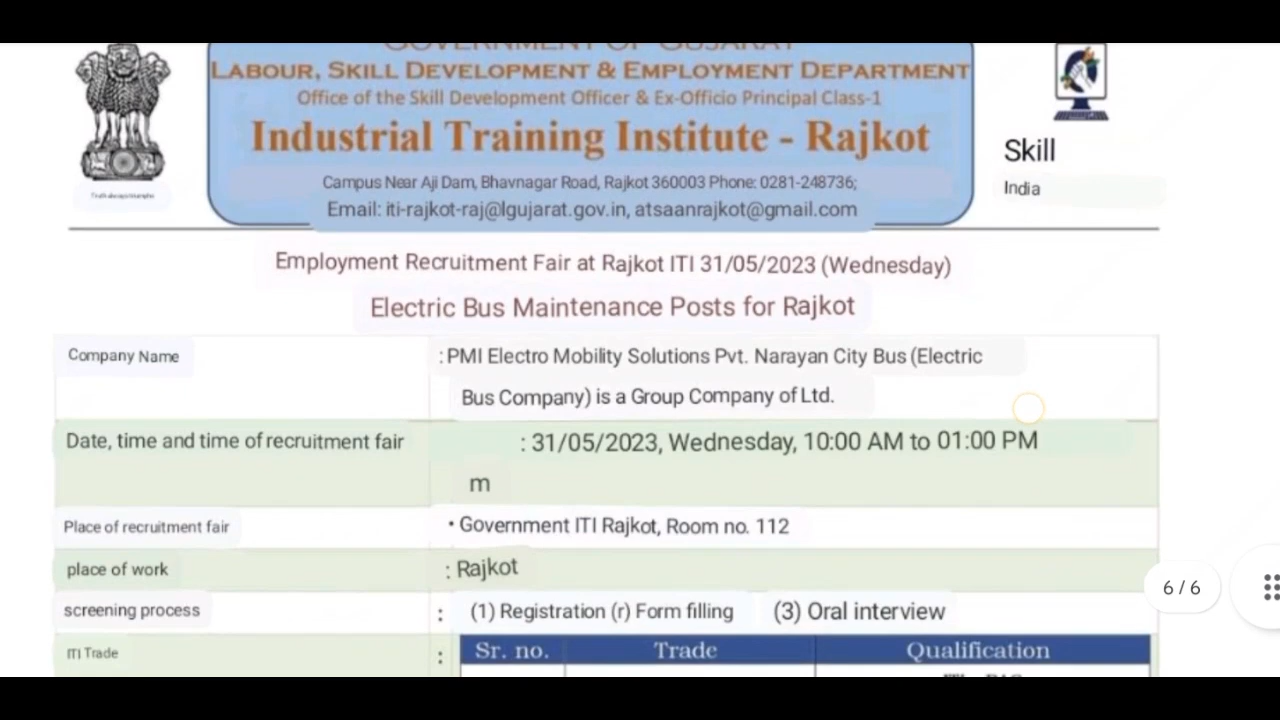 GOVERNMENT OF GUJARAT
LABOUR, SKILL DEVELOPMENT & EMPLOYMENT DEPARTMENT
Office of the Skill Development Officer & Ex-Officio Principal Class-1
Industrial Training Institute - Rajkot
Campus Near Aji Dam, Bhavnagar Road, Rajkot 360003 Phone: 0281-248736;
Email: iti-rajkot-raj@lgujarat.gov.in, atsaanrajkot@gmail.com
Skill
India
Employment Recruitment Fair at Rajkot ITI 31/05/2023 (Wednesday)
Electric Bus Maintenance Posts for Rajkot
Company Name : PMI Electro Mobility Solutions Pvt. Narayan City Bus (Electric
Bus Company) is a Group Company of Ltd.
Date, time and time of recruitment fair : 31/05/2023, Wednesday, 10:00 AM to 01:00 PM
m
Place of recruitment fair • Government ITI Rajkot, Room no. 112
place of work : Rajkot
screening process : (1) Registration (r) Form filling (3) Oral interview
ITI Trade : Sr. no. Trade Qualification
6 / 6